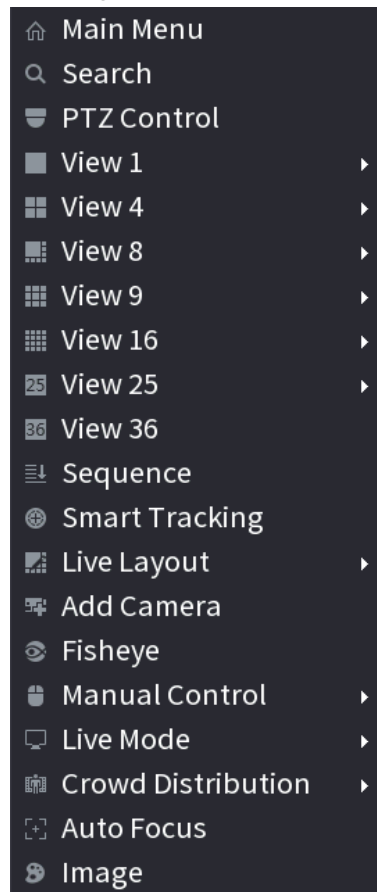 Main Menu
Search
PTZ Control
View 1
View 4
View 8
View 9
View 16
25 View 25
36 View 36
Sequence
Smart Tracking
Live Layout
Add Camera
Fisheye
Manual Control
Live Mode
Crowd Distribution
Auto Focus
Image